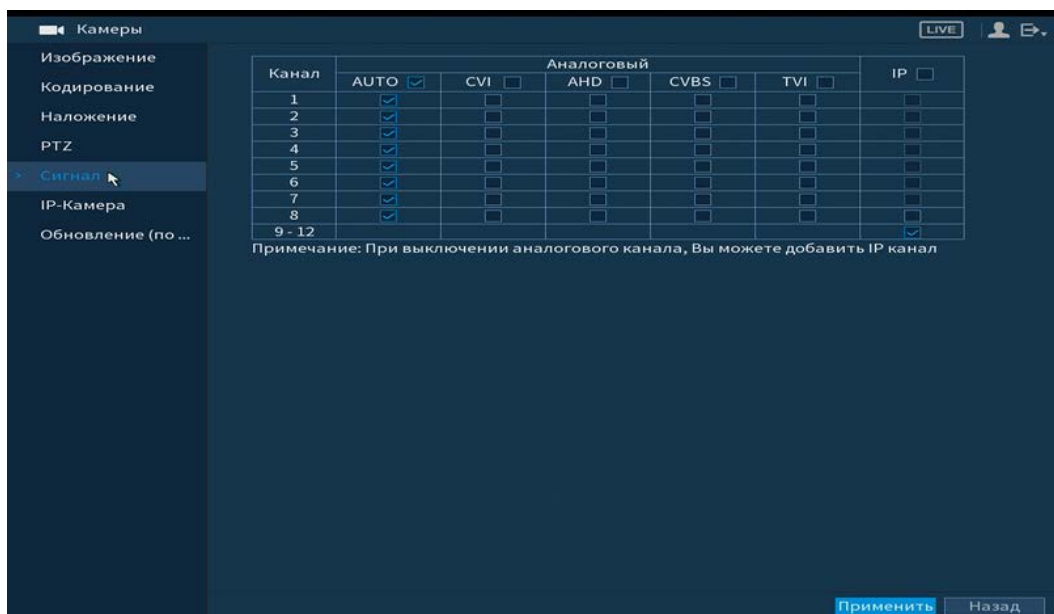 Камеры
LIVE
Изображение
Кодирование
Наложение
PTZ
Сигнал
IP-Камера
Обновление (по ...
Канал
Аналоговый
IP
AUTO CVI AHD CVBS TVI
1
2
3
4
5
6
7
8
9 - 12
Примечание: При выключении аналогового канала, Вы можете добавить IP канал
Применить
Назад